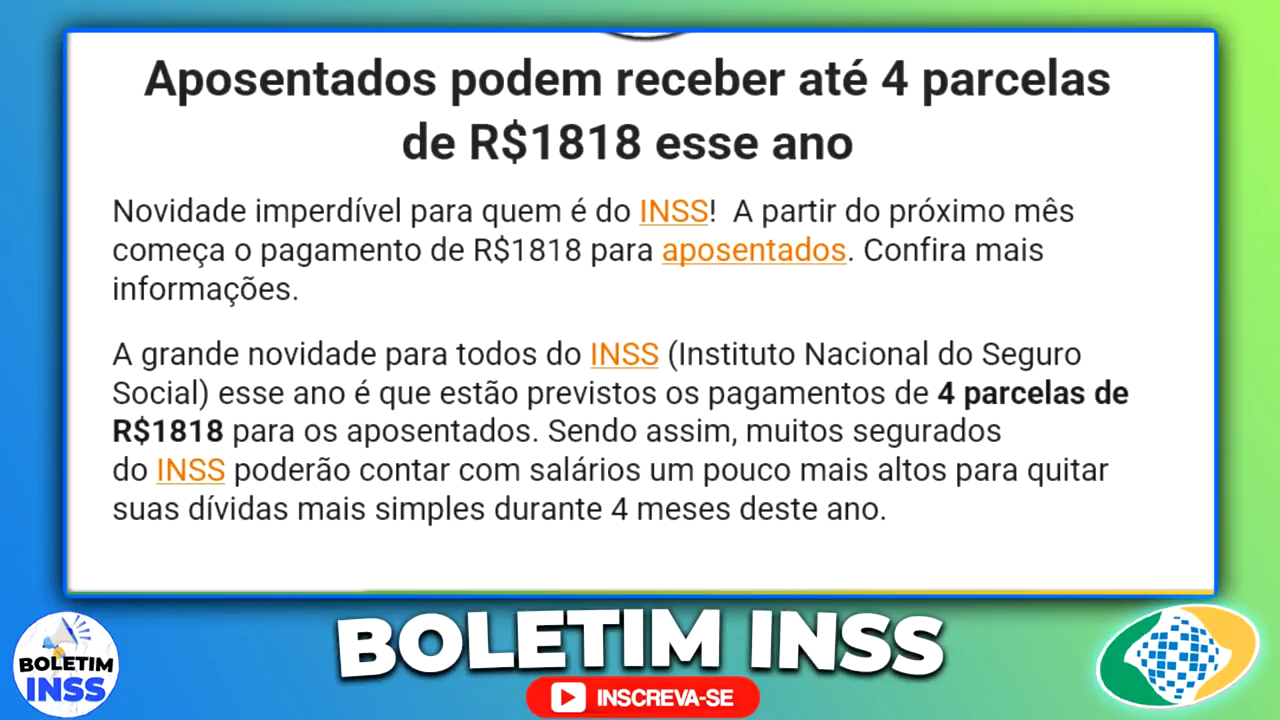 Aposentados podem receber até 4 parcelas
de R$1818 esse ano
Novidade imperdível para quem é do INSS!  A partir do próximo mês
começa o pagamento de R$1818 para aposentados. Confira mais
informações.
A grande novidade para todos do INSS (Instituto Nacional do Seguro
Social) esse ano é que estão previstos os pagamentos de 4 parcelas de
R$1818 para os aposentados. Sendo assim, muitos segurados
do INSS poderão contar com salários um pouco mais altos para quitar
suas dívidas mais simples durante 4 meses deste ano.
BOLETIM
INSS
BOLETIM INSS
INSCREVA-SE